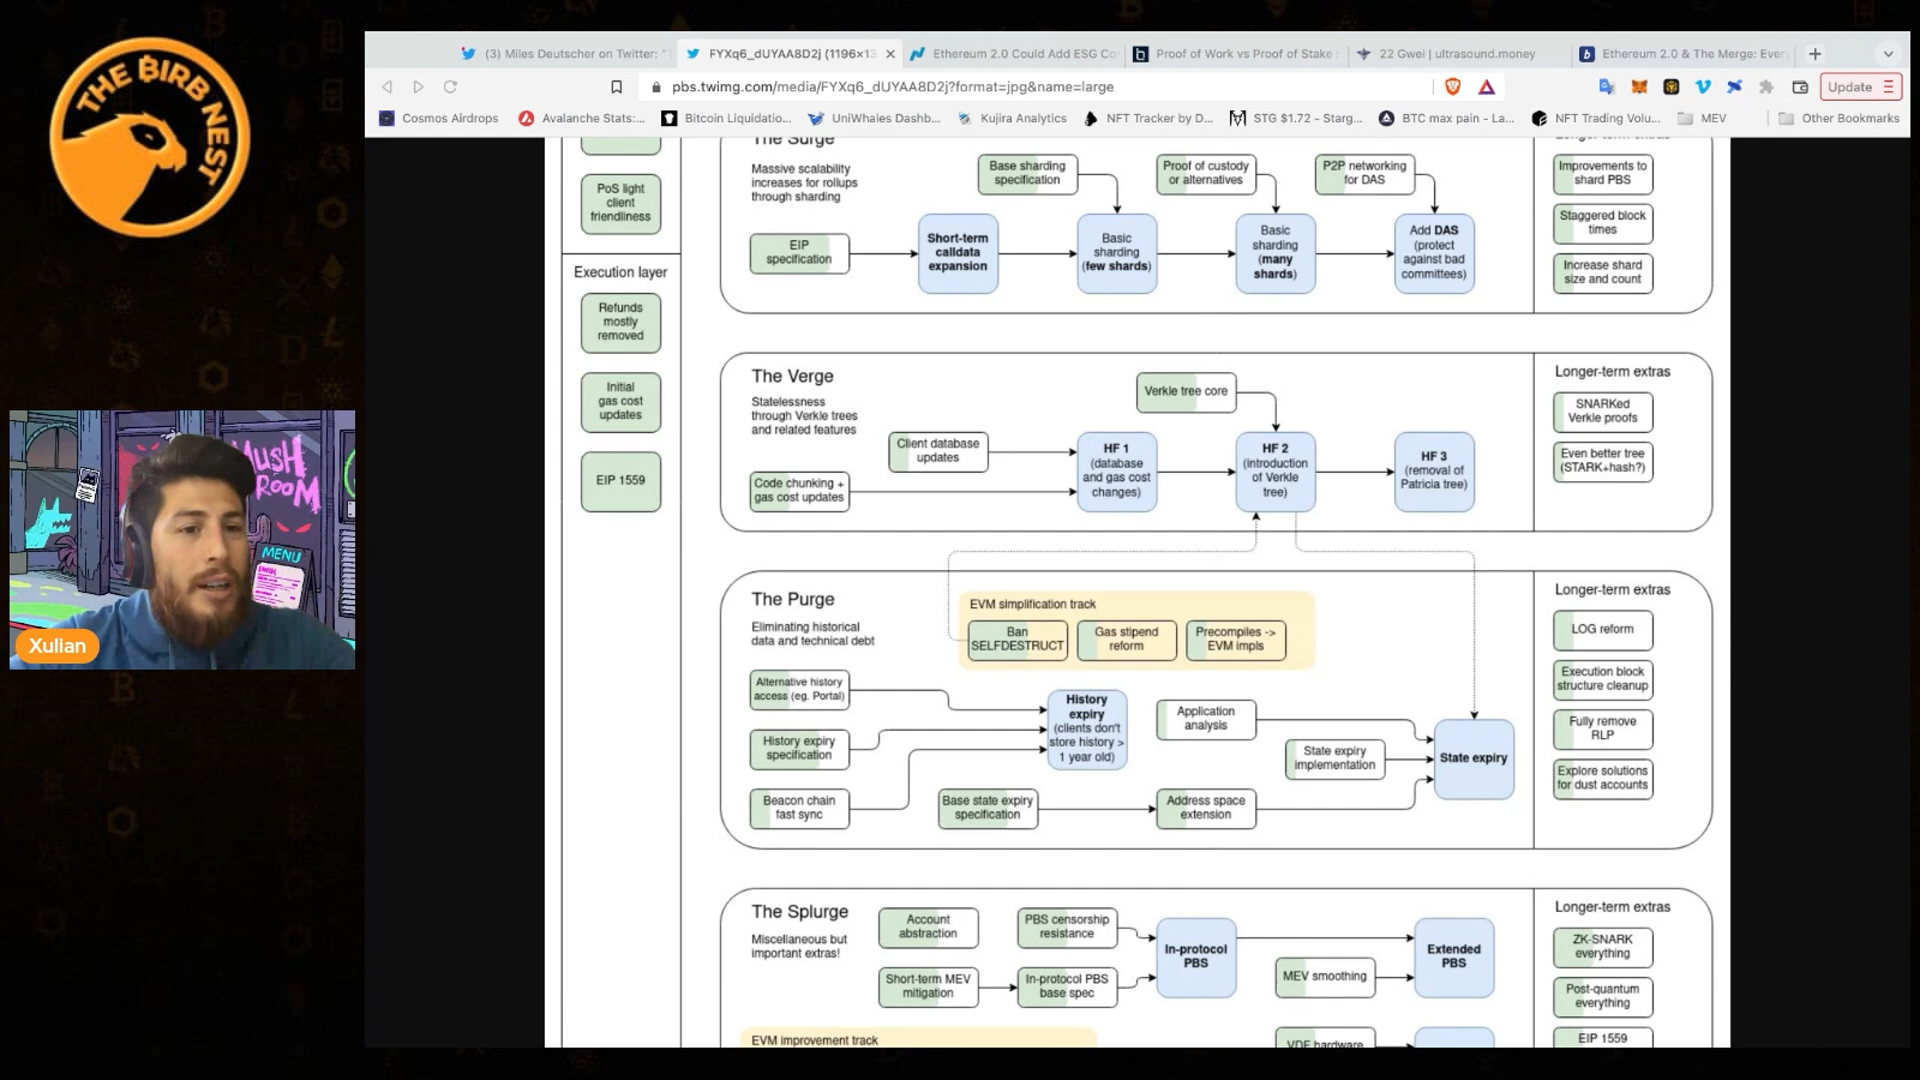 THE BIRB NEST
MUSH
ROOM
MENU
Xulian
(3) Miles Deutscher on Twitter: "T
FYXq6_dUYAA8D2j (1196×13
Ethereum 2.0 Could Add ESG Co
Proof of Work vs Proof of Stake
22 Gwei | ultrasound.money
Ethereum 2.0 & The Merge: Every
pbs.twimg.com/media/FYXq6_dUYAA8D2j?format=jpg&name=large
Update
Cosmos Airdrops
Avalanche Stats:...
Bitcoin Liquidatio...
UniWhales Dashb...
Kujira Analytics
NFT Tracker by D...
STG $1.72 - Starg...
BTC max pain - La...
NFT Trading Volu...
MEV
Other Bookmarks
PoS light
client
friendliness
Execution layer
Refunds
mostly
removed
Initial
gas cost
updates
EIP 1559
The Surge
Massive scalability
increases for rollups
through sharding
Base sharding
specification
Proof of custody
or alternatives
P2P networking
for DAS
EIP
specification
Short-term
calldata
expansion
Basic
sharding
(few shards)
Basic
sharding
(many
shards)
Add DAS
(protect
against bad
committees)
Longer-term extras
Improvements to
shard PBS
Staggered block
times
Increase shard
size and count
The Verge
Statelessness
through Verkle trees
and related features
Verkle tree core
Client database
updates
Code chunking +
gas cost updates
HF 1
(database
and gas cost
changes)
HF 2
(introduction
of Verkle
tree)
HF 3
(removal of
Patricia tree)
Longer-term extras
SNARKed
Verkle proofs
Even better tree
(STARK+hash?)
The Purge
Eliminating historical
data and technical debt
EVM simplification track
Ban
SELFDESTRUCT
Gas stipend
reform
Precompiles ->
EVM impls
Alternative history
access (eg. Portal)
History expiry
specification
Beacon chain
fast sync
History
expiry
(clients don't
store history >
1 year old)
Application
analysis
State expiry
implementation
Base state expiry
specification
Address space
extension
State expiry
Longer-term extras
LOG reform
Execution block
structure cleanup
Fully remove
RLP
Explore solutions
for dust accounts
The Splurge
Miscellaneous but
important extras!
Account
abstraction
PBS censorship
resistance
Short-term MEV
mitigation
In-protocol PBS
base spec
In-protocol
PBS
MEV smoothing
Extended
PBS
EVM improvement track
VDF hardware
Longer-term extras
ZK-SNARK
everything
Post-quantum
everything
EIP 1559